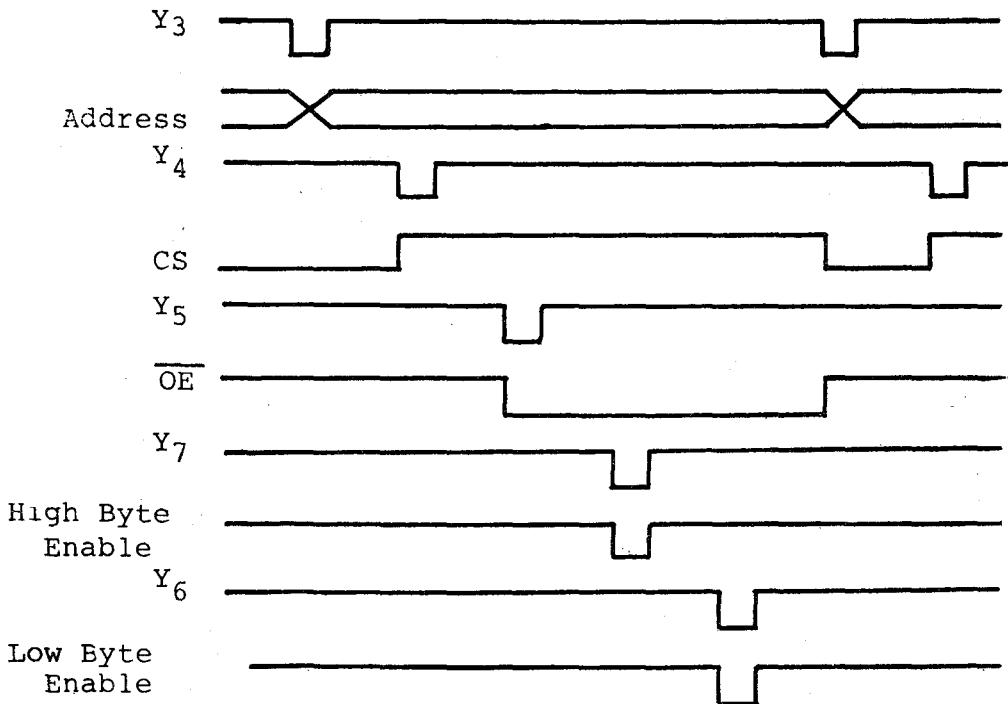 Y3
Address
Y4
CS
Y5
OE
Y7
High Byte
Enable
Y6
Low Byte
Enable